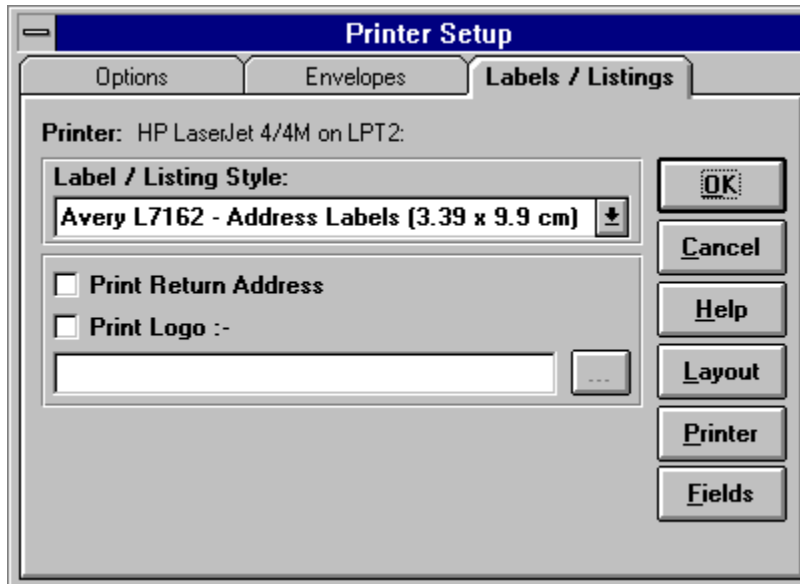 Printer Setup
Options Envelopes Labels / Listings
Printer: HP LaserJet 4/4M on LPT2:
Label / Listing Style:
Avery L7162 - Address Labels (3.39 x 9.9 cm)
Print Return Address
Print Logo :-
...
OK
Cancel
Help
Layout
Printer
Fields